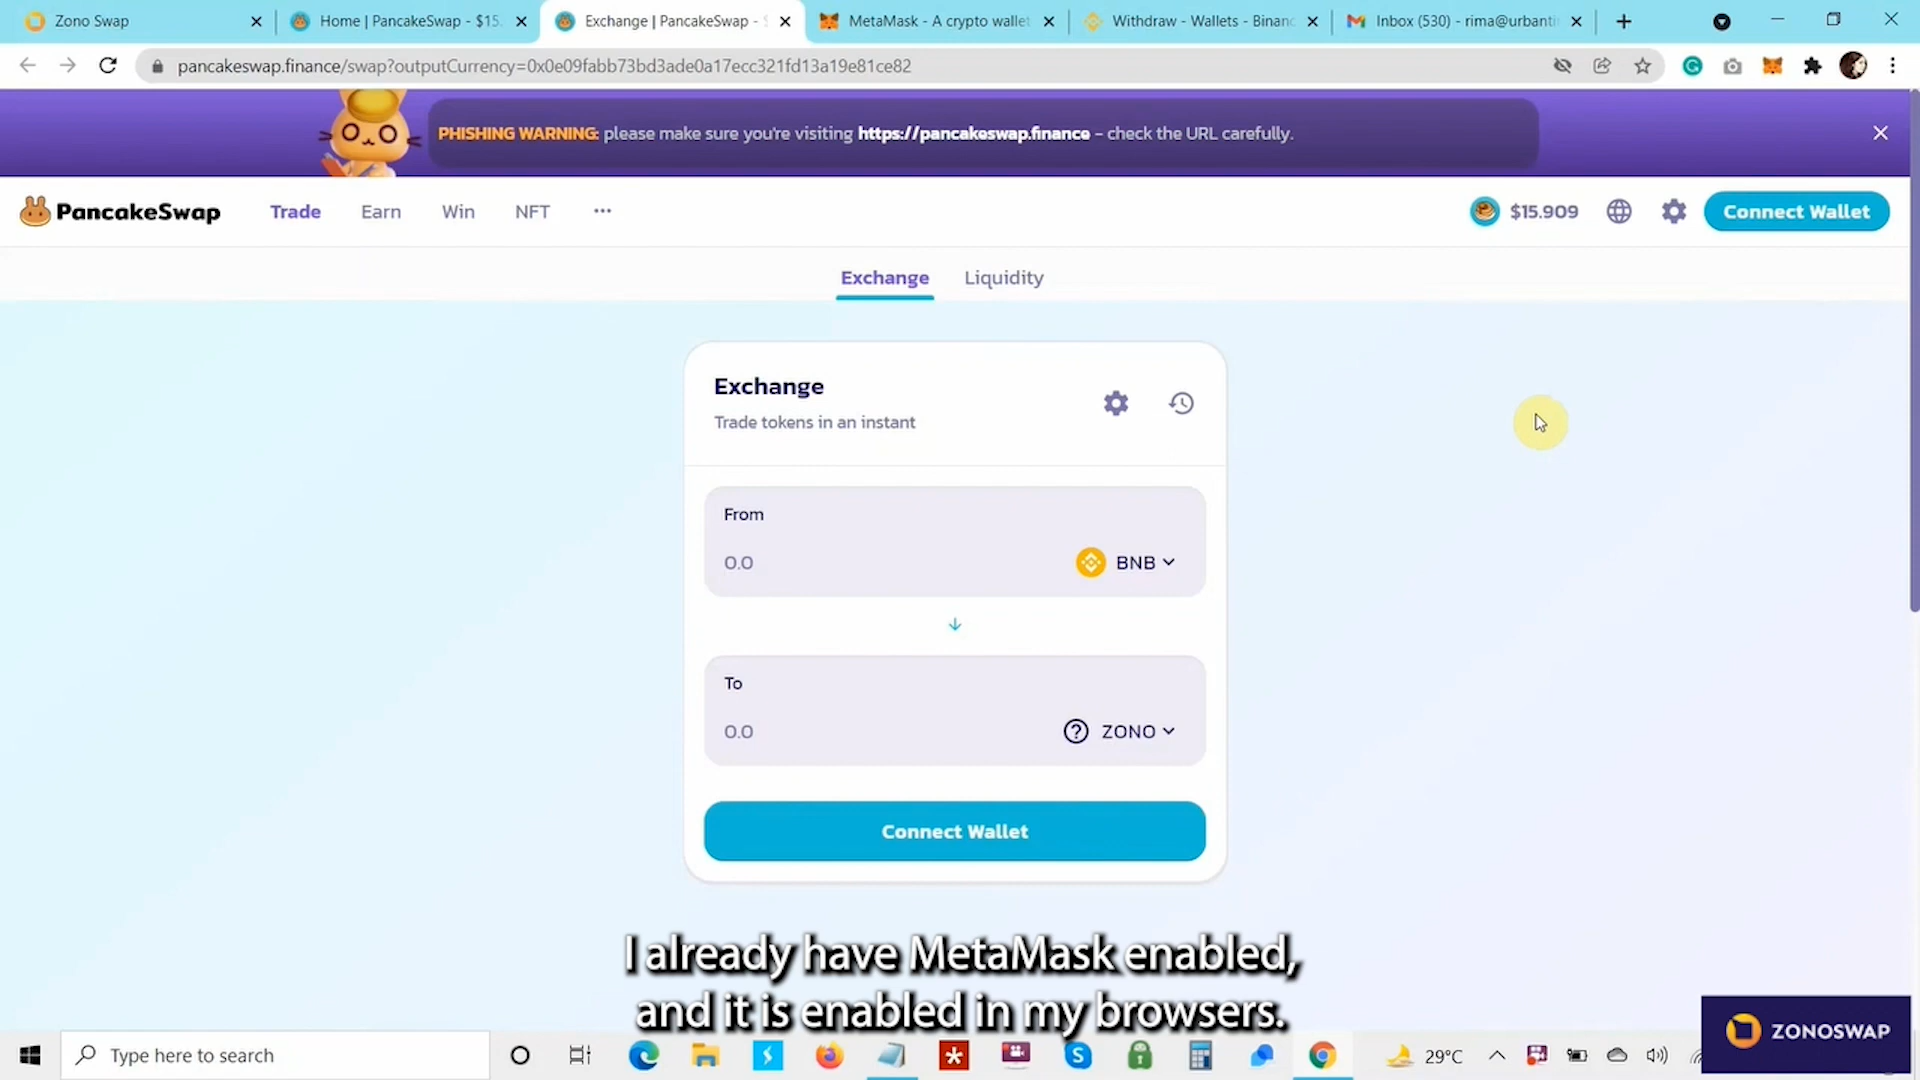 Zono Swap
Home | PancakeSwap - $15.
Exchange | PancakeSwap - $
MetaMask - A crypto wallet
Withdraw - Wallets - Binanc
Inbox (530) - rima@urbanti
pancakeswap.finance/swap?outputCurrency=0x0e09fabb73bd3ade0a17ecc321fd13a19e81ce82
PHISHING WARNING: please make sure you're visiting https://pancakeswap.finance - check the URL carefully.
PancakeSwap
Trade
Earn
Win
NFT
$15.909
Connect Wallet
Exchange
Liquidity
Exchange
Trade tokens in an instant
From
0.0
BNB
To
0.0
ZONO
Connect Wallet
I already have MetaMask enabled,
and it is enabled in my browsers.
ZONOSWAP
Type here to search
29°C